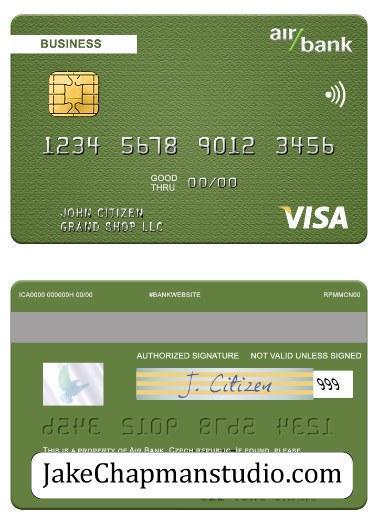 BUSINESS
air bank
1234 5678 9012 3456
GOOD THRU 00/00
JOHN CITIZEN
GRAND SHOP LLC
VISA
ICA0000 000000H 00/00 #BANKWEBSITE RPMMCN00
AUTHORIZED SIGNATURE NOT VALID UNLESS SIGNED
J. Citizen 999
THIS IS PROPERTY OF AIR BANK, CZECH REPUBLIC. IF FOUND, PLEASE
JakeChapmanstudio.com